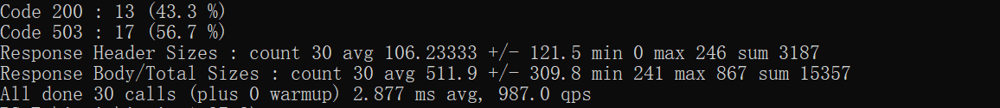 Code 200 : 13 (43.3 %)
Code 503 : 17 (56.7 %)
Response Header Sizes : count 30 avg 106.23333 +/- 121.5 min 0 max 246 sum 3187
Response Body/Total Sizes : count 30 avg 511.9 +/- 309.8 min 241 max 867 sum 15357
All done 30 calls (plus 0 warmup) 2.877 ms avg, 987.0 qps